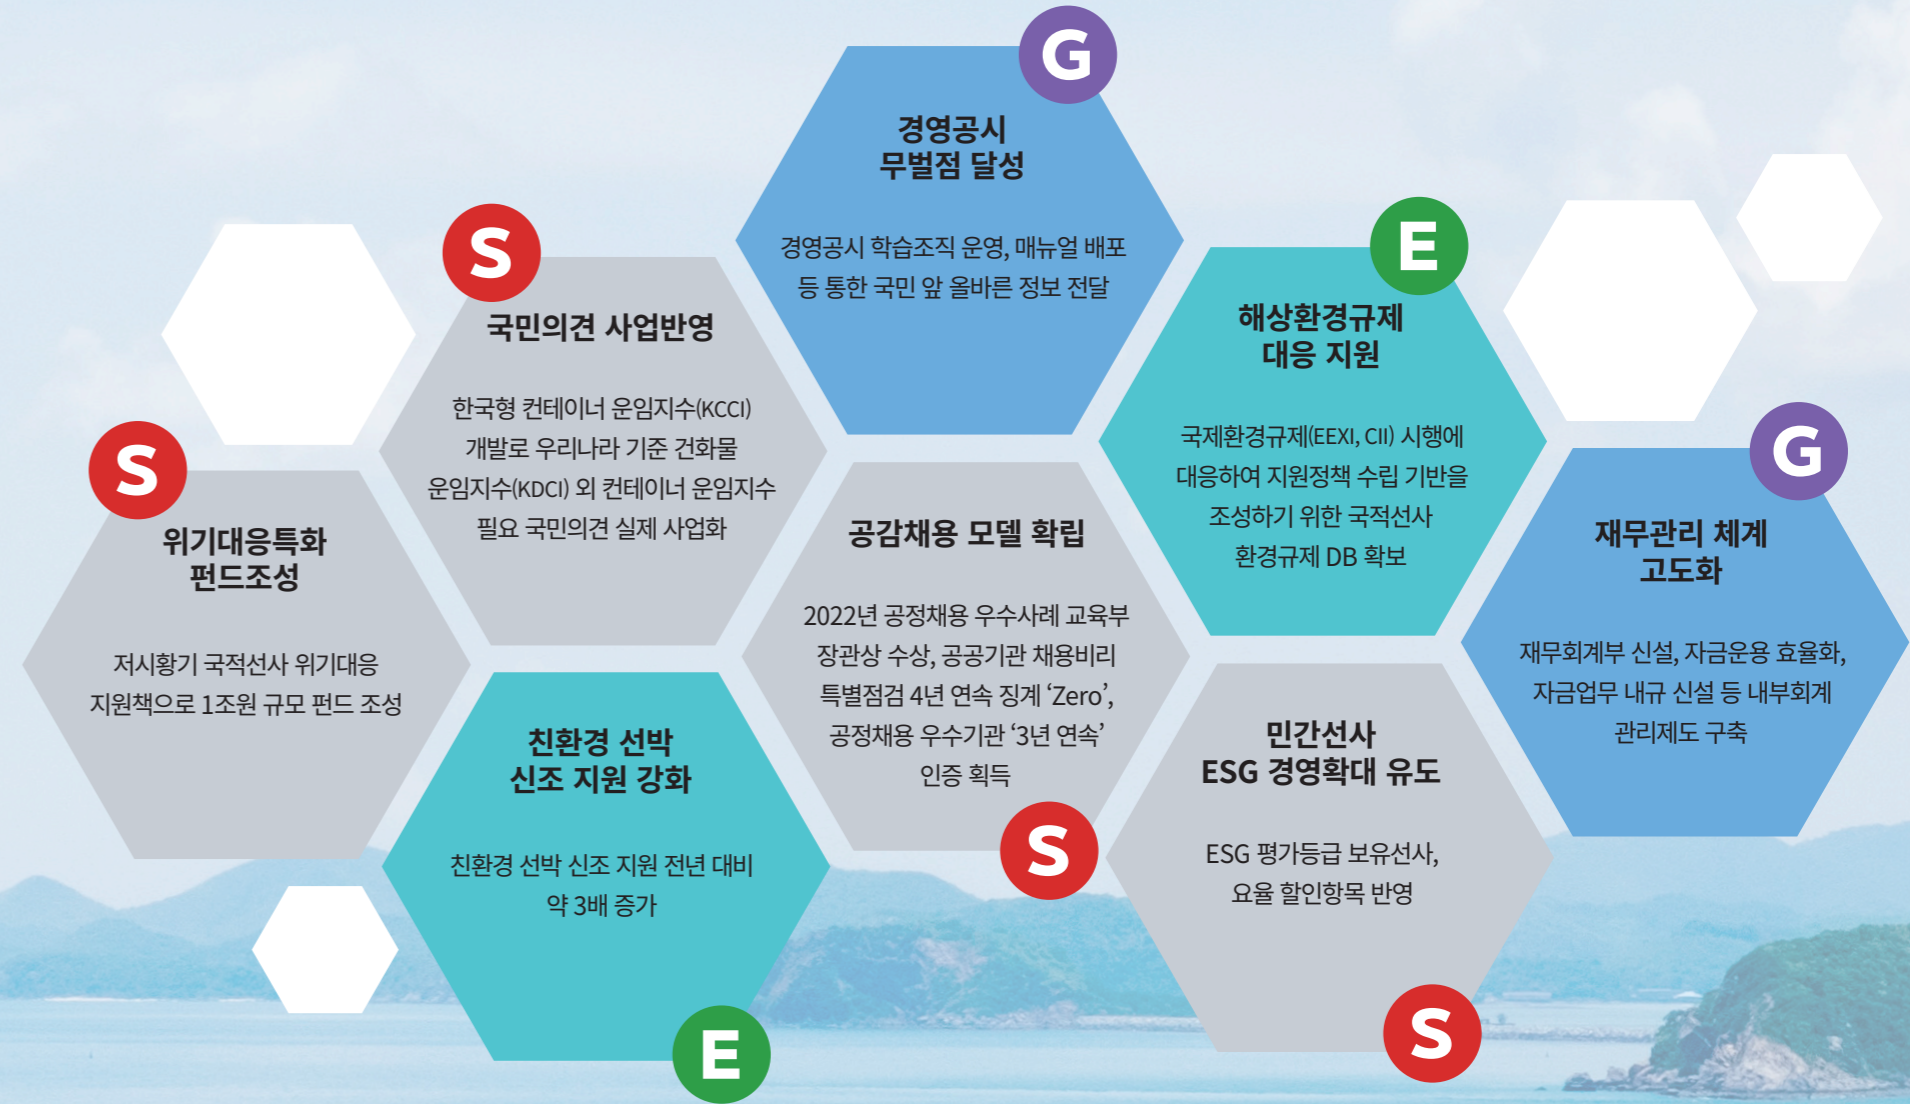 S
위기대응특화
펀드조성
저시황기 국적선사 위기대응
지원책으로 1조원 규모 펀드 조성
S
국민의견 사업반영
한국형 컨테이너 운임지수(KCCI)
개발로 우리나라 기준 건화물
운임지수(KDCI) 외 컨테이너 운임지수
필요 국민의견 실제 사업화
친환경 선박
신조 지원 강화
친환경 선박 신조 지원 전년 대비
약 3배 증가
E
G
경영공시
무벌점 달성
경영공시 학습조직 운영, 매뉴얼 배포
등 통한 국민 앞 올바른 정보 전달
공감채용 모델 확립
2022년 공정채용 우수사례 교육부
장관상 수상, 공공기관 채용비리
특별점검 4년 연속 징계 ‘Zero’,
공정채용 우수기관 ‘3년 연속’
인증 획득
S
E
해상환경규제
대응 지원
국제환경규제(EEXI, CII) 시행에
대응하여 지원정책 수립 기반을
조성하기 위한 국적선사
환경규제 DB 확보
민간선사
ESG 경영확대 유도
ESG 평가등급 보유선사,
요율 할인항목 반영
S
G
재무관리 체계
고도화
재무회계부 신설, 자금운용 효율화,
자금업무 내규 신설 등 내부회계
관리제도 구축